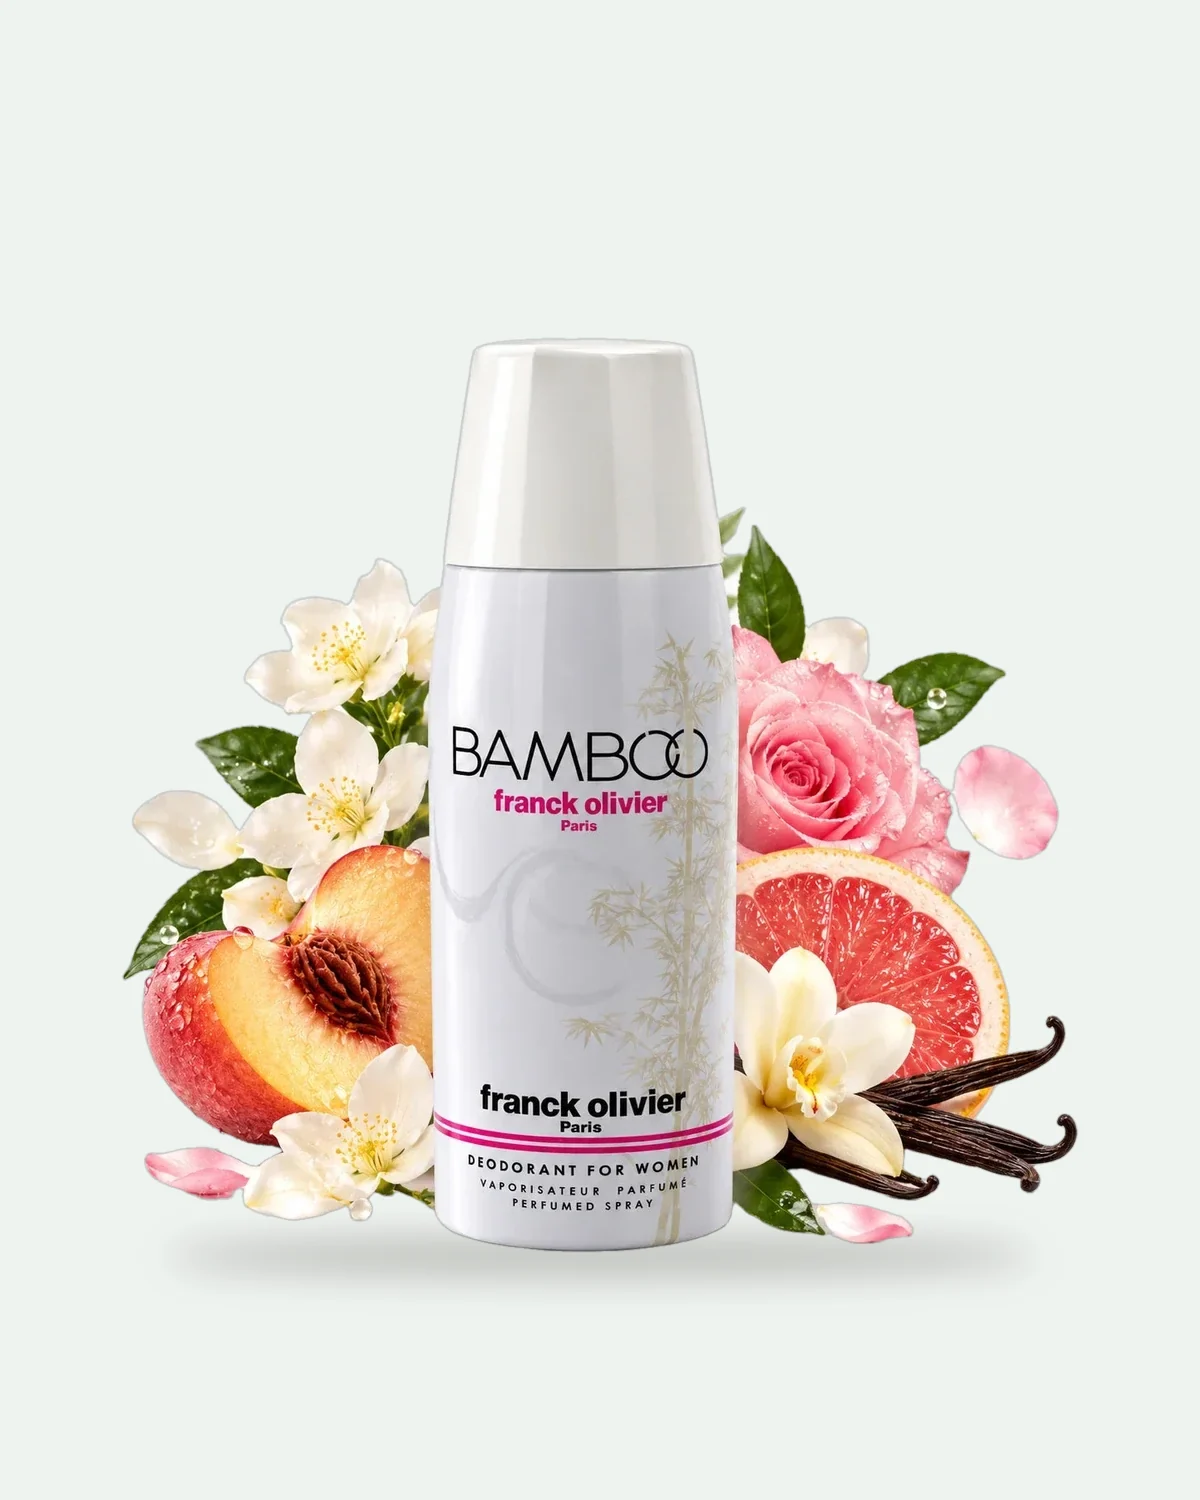 BAMBOO
franck olivier
Paris
franck olivier
Paris
DEODORANT FOR WOMEN
VAPORISATEUR PARFUMÉ
PERFUMED SPRAY